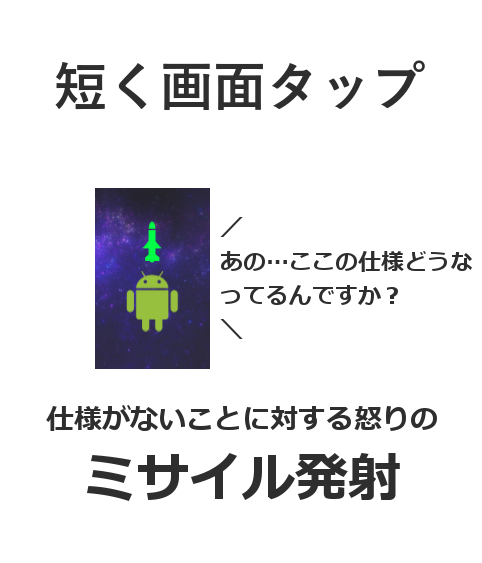 短く画面タップ
／
あの…ここの仕様どうな
ってるんですか？
＼
仕様がないことに対する怒りの
ミサイル発射